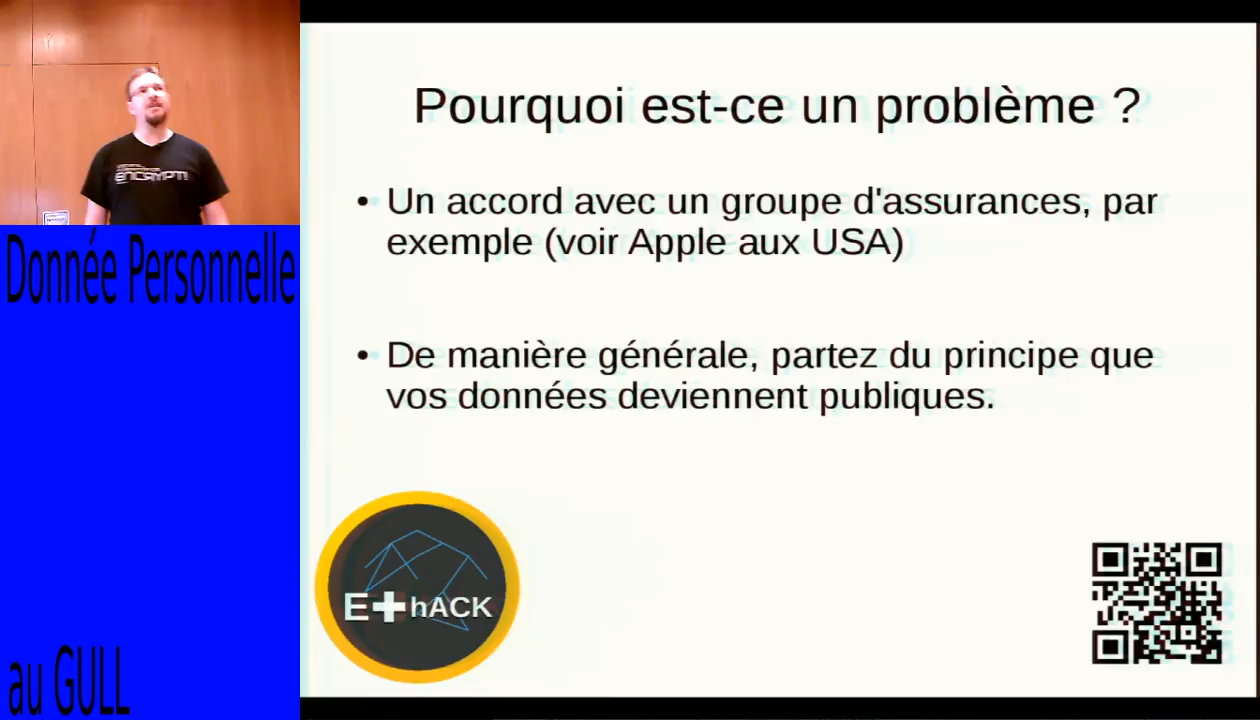 ENCRYPT!
Donnée Personnelle
au GULL
Pourquoi est-ce un problème ?
• Un accord avec un groupe d'assurances, par
exemple (voir Apple aux USA)
• De manière générale, partez du principe que
vos données deviennent publiques.
E+hACK